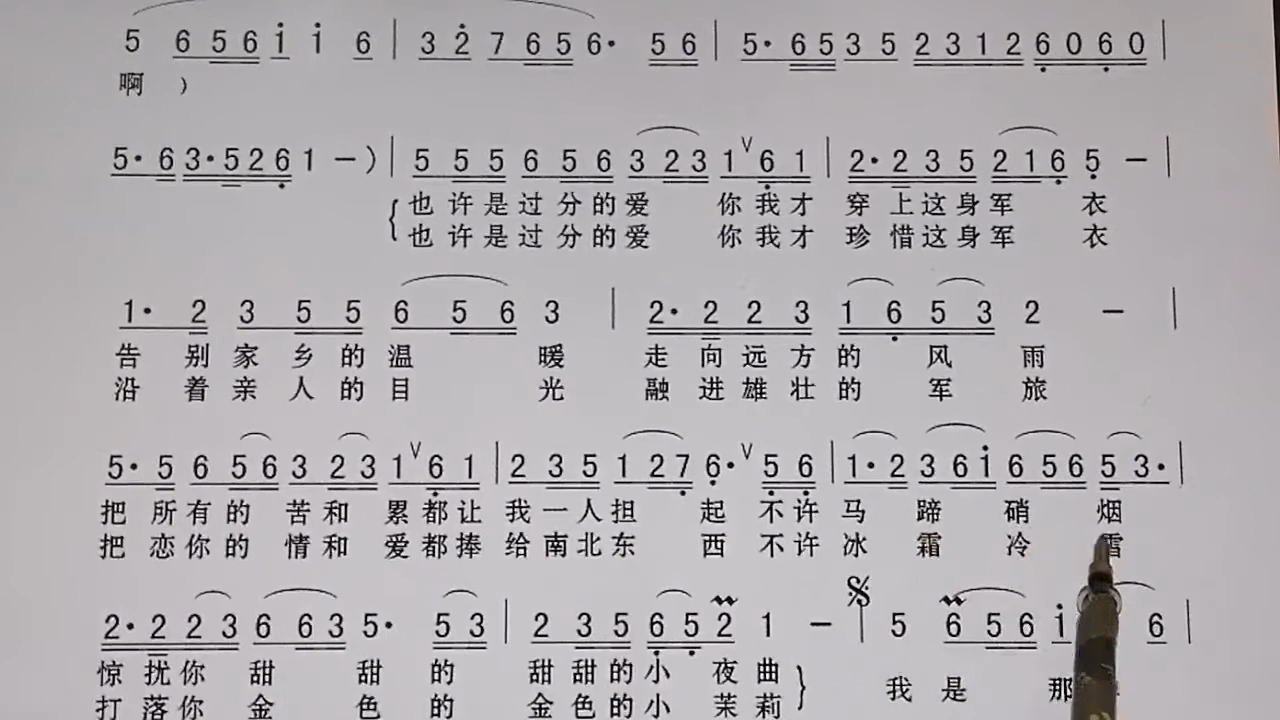 5 6 5 6 i i 6 | 3 2 7 6 5 6· 5 6 | 5· 6 5 3 5 2 3 1 2 6 0 6 0 |
啊 )
5· 6 3· 5 2 6 1 － ) | 5 5 5 6 5 6 3 2 3 1 V 6 1 | 2· 2 3 5 2 1 6 5 － |
也许是过分的爱 你我才 穿上这身军 衣
也许是过分的爱 你我才 珍惜这身军 衣
1· 2 3 5 5 6 5 6 3 | 2· 2 2 3 1 6 5 3 2 － |
告别家乡的温 暖 走向远方的 风 雨
沿着亲人的目 光 融进雄壮的 军 旅
5· 5 6 5 6 3 2 3 1 V 6 1 | 2 3 5 1 2 7 6· V 5 6 | 1· 2 3 6 i 6 5 6 5 3· |
把所有的 苦和 累都让 我一人担 起 不许 马 蹄 硝 烟
把恋你的 情和 爱都捧 给南北东 西 不许 冰 霜 冷 雪
2· 2 2 3 6 6 3 5· 5 3 | 2 3 5 6 5 2 1 － | 5 6 5 6 i 6 |
惊扰你 甜 甜 的 甜甜的小 夜曲 我 是 那
打落你 金 色 的 金色的小 茉莉